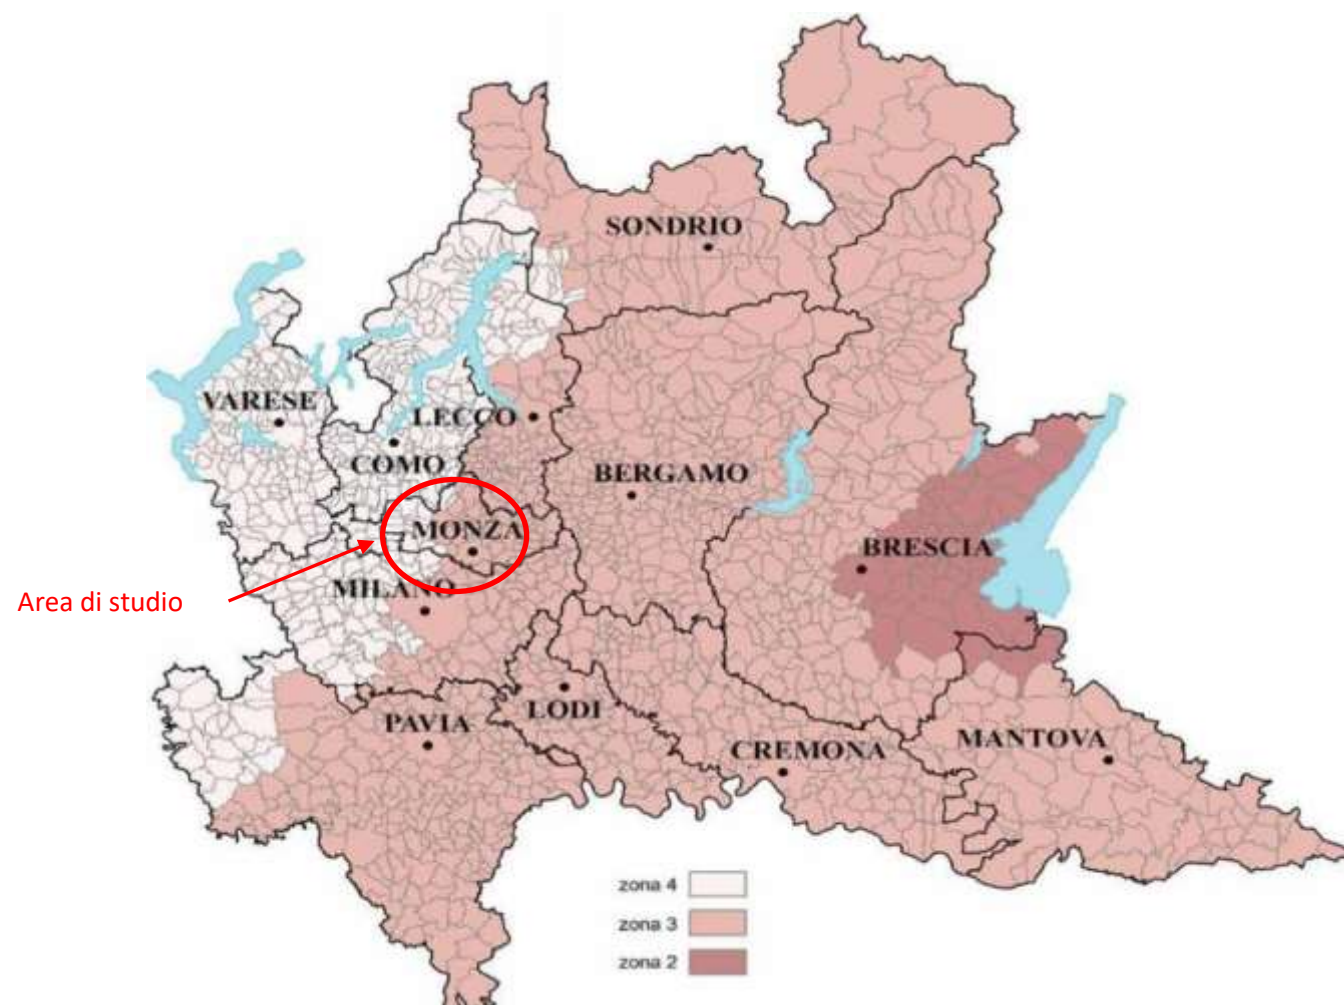 SONDRIO
VARESE
LECCO
COMO
BERGAMO
MONZA
BRESCIA
Area di studio
MILANO
LODI
PAVIA
CREMONA
MANTOVA
zona 4
zona 3
zona 2